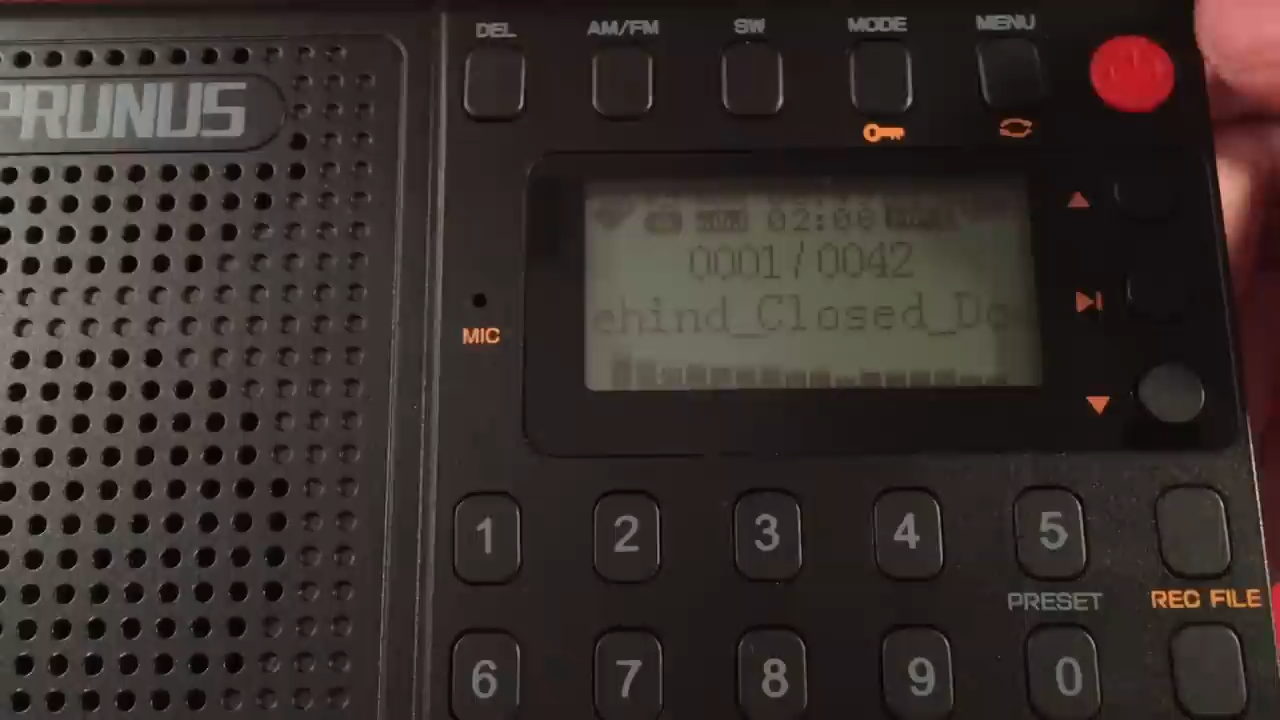 DEL AM/FM SW MODE MENU
PRUNUS
0001/0042
ehind_Closed_Do
MIC
1 2 3 4 5
PRESET REC FILE
6 7 8 9 0